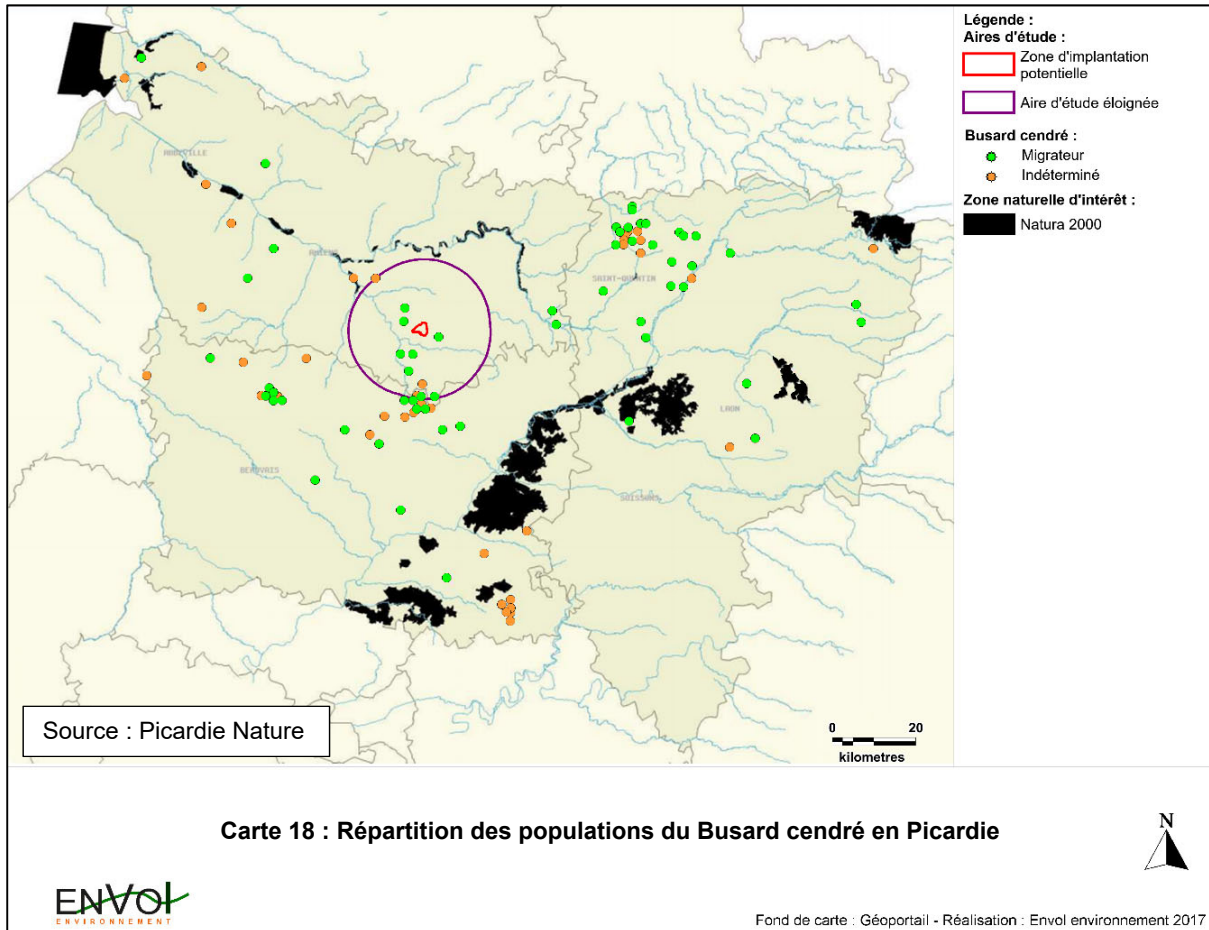 Légende :
Aires d'étude :
Zone d'implantation
potentielle
Aire d'étude éloignée
Busard cendré :
Migrateur
Indéterminé
Zone naturelle d'intérêt :
Natura 2000
ABBEVILLE
AMIENS
SAINT-QUENTIN
LAON
BEAUVAIS
SOISSONS
Source : Picardie Nature
0 20
kilometres
Carte 18 : Répartition des populations du Busard cendré en Picardie
N
ENVOl
ENVIRONNEMENT
Fond de carte : Géoportail - Réalisation : Envol environnement 2017